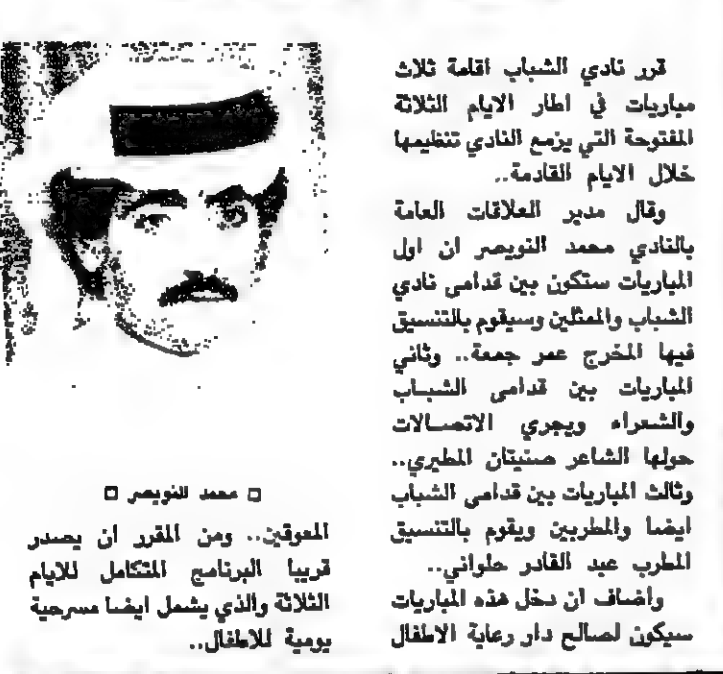 قرر نادي الشباب اقامة ثلاث
مباريات في اطار الايام الثلاثة
المفتوحة التي يزمع النادي تنظيمها
خلال الايام القادمة..
وقال مدير العلاقات العامة
بالنادي محمد النويصر ان اول
المباريات ستكون بين قدامى نادي
الشباب والممثلين وسيقوم بالتنسيق
فيها المخرج عمر جمعة.. وثاني
المباريات بين قدامى الشباب
والشعراء ويجري الاتصالات
حولها الشاعر صنيتان المطيري..
وثالث المباريات بين قدامى الشباب
ايضا والمطربين ويقوم بالتنسيق
المطرب عبد القادر حلواني..
واضاف ان دخل هذه المباريات
سيكون لصالح دار رعاية الاطفال
□ محمد النويصر □
المعوقين.. ومن المقرر ان يصدر
قريبا البرنامج المتكامل للايام
الثلاثة والذي يشمل ايضا مسرحية
يومية للاطفال..